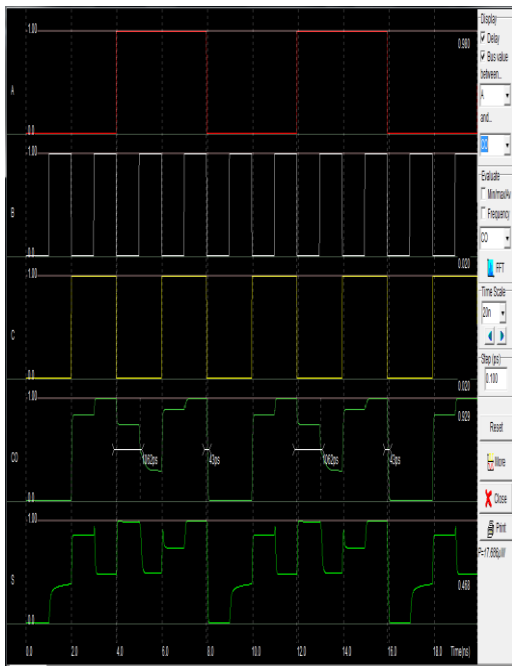 Display
Delay
Bus value
between...
A
and...
CO
Evaluate
Min/max/Av
Frequency
CO
FFT
Time Scale
20n
Step (ps)
0.100
Reset
More
Close
Print
P=17.686µW
1.00
0.980
A
0.0
1.00
B
0.0
0.020
1.00
C
0.0
0.020
1.00
0.929
CO
1062ps
43ps
1062ps
43ps
0.0
1.00
S
0.468
0.0
0.0
2.0
4.0
6.0
8.0
10.0
12.0
14.0
16.0
18.0
Time(ns)